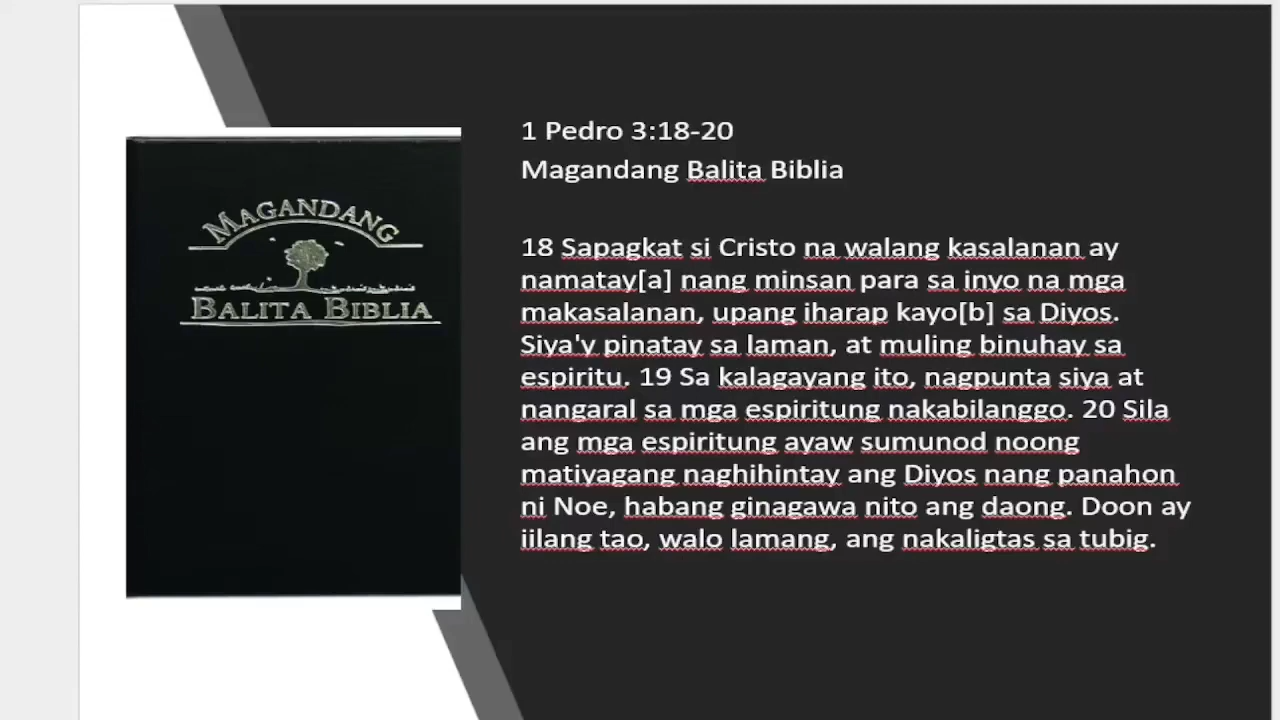 MAGANDANG
BALITA BIBLIA
1 Pedro 3:18-20
Magandang Balita Biblia
18 Sapagkat si Cristo na walang kasalanan ay
namatay[a] nang minsan para sa inyo na mga
makasalanan, upang iharap kayo[b] sa Diyos.
Siya'y pinatay sa laman, at muling binuhay sa
espiritu. 19 Sa kalagayang ito, nagpunta siya at
nangaral sa mga espiritung nakabilanggo. 20 Sila
ang mga espiritung ayaw sumunod noong
matiyagang naghihintay ang Diyos nang panahon
ni Noe, habang ginagawa nito ang daong. Doon ay
iilang tao, walo lamang, ang nakaligtas sa tubig.